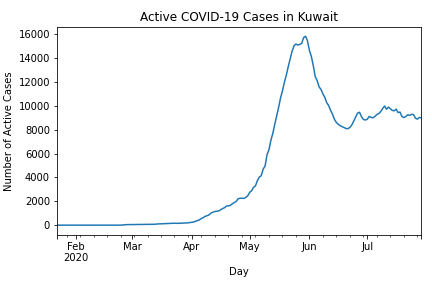 Active COVID-19 Cases in Kuwait
Number of Active Cases
16000
14000
12000
10000
8000
6000
4000
2000
0
Feb Mar Apr May Jun Jul
2020
Day